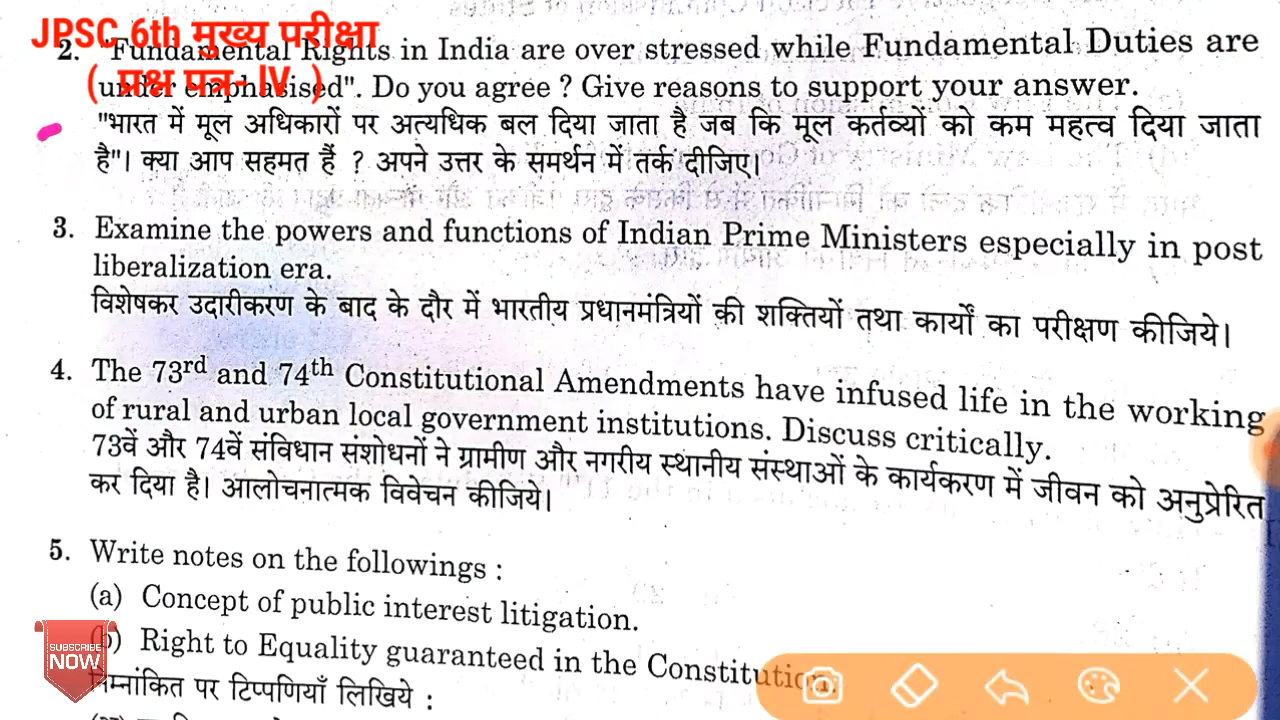 JPSC 6th मुख्य परीक्षा
( प्रश्न पत्र- IV )
2. "Fundamental Rights in India are over stressed while Fundamental Duties are
under emphasised". Do you agree ? Give reasons to support your answer.
"भारत में मूल अधिकारों पर अत्यधिक बल दिया जाता है जब कि मूल कर्तव्यों को कम महत्व दिया जाता
है"। क्या आप सहमत हैं ? अपने उत्तर के समर्थन में तर्क दीजिए।
3. Examine the powers and functions of Indian Prime Ministers especially in post
liberalization era.
विशेषकर उदारीकरण के बाद के दौर में भारतीय प्रधानमंत्रियों की शक्तियों तथा कार्यों का परीक्षण कीजिये।
4. The 73rd and 74th Constitutional Amendments have infused life in the working
of rural and urban local government institutions. Discuss critically.
73वें और 74वें संविधान संशोधनों ने ग्रामीण और नगरीय स्थानीय संस्थाओं के कार्यकरण में जीवन को अनुप्रेरित
कर दिया है। आलोचनात्मक विवेचन कीजिये।
5. Write notes on the followings :
(a) Concept of public interest litigation.
(b) Right to Equality guaranteed in the Constitution.
निम्नांकित पर टिप्पणियाँ लिखिये :
SUBSCRIBE
NOW